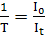 1/T = I₀/Iₜ